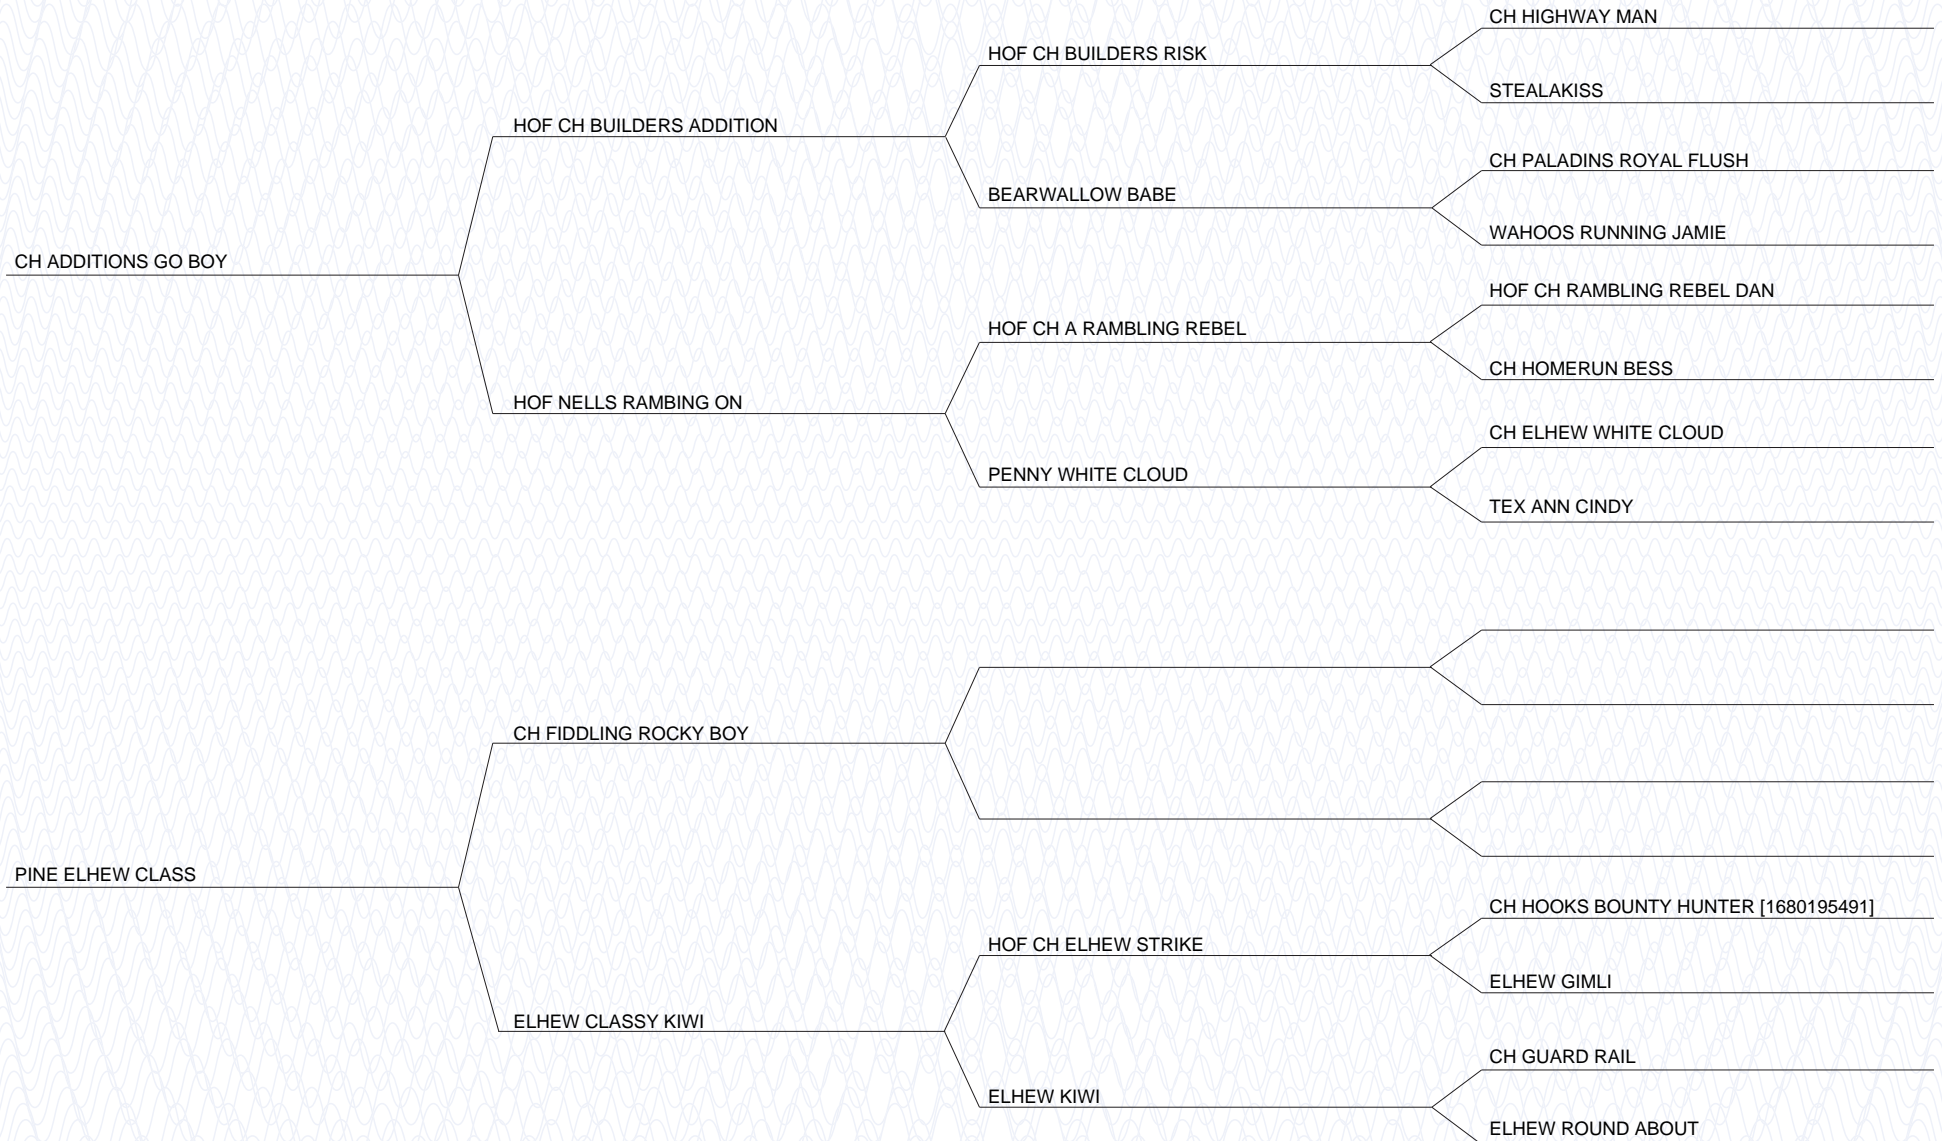 CH HIGHWAY MAN
HOF CH BUILDERS RISK
STEALAKISS
HOF CH BUILDERS ADDITION
CH PALADINS ROYAL FLUSH
BEARWALLOW BABE
WAHOOS RUNNING JAMIE
CH ADDITIONS GO BOY
HOF CH RAMBLING REBEL DAN
HOF CH A RAMBLING REBEL
CH HOMERUN BESS
HOF NELLS RAMBING ON
CH ELHEW WHITE CLOUD
PENNY WHITE CLOUD
TEX ANN CINDY
CH FIDDLING ROCKY BOY
PINE ELHEW CLASS
CH HOOKS BOUNTY HUNTER [1680195491]
HOF CH ELHEW STRIKE
ELHEW GIMLI
ELHEW CLASSY KIWI
CH GUARD RAIL
ELHEW KIWI
ELHEW ROUND ABOUT